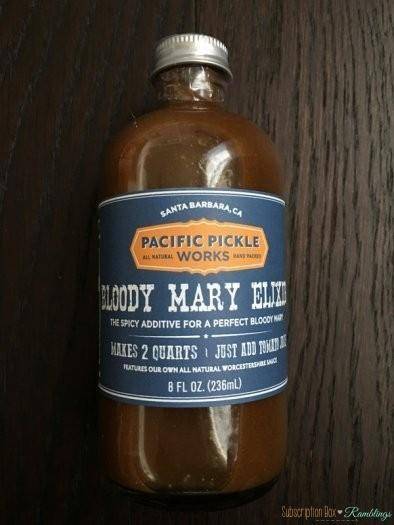 SANTA BARBARA, CA
PACIFIC PICKLE
ALL NATURAL WORKS HAND PACKED
BLOODY MARY ELIXI
THE SPICY ADDITIVE FOR A PERFECT BLOODY MARY
MAKES 2 QUARTS JUST ADD TOMATO JUI
FEATURES OUR OWN ALL NATURAL WORCESTERSHIRE SAUCE
8 FL OZ. (236mL)
Subscription Box ♥ Ramblings